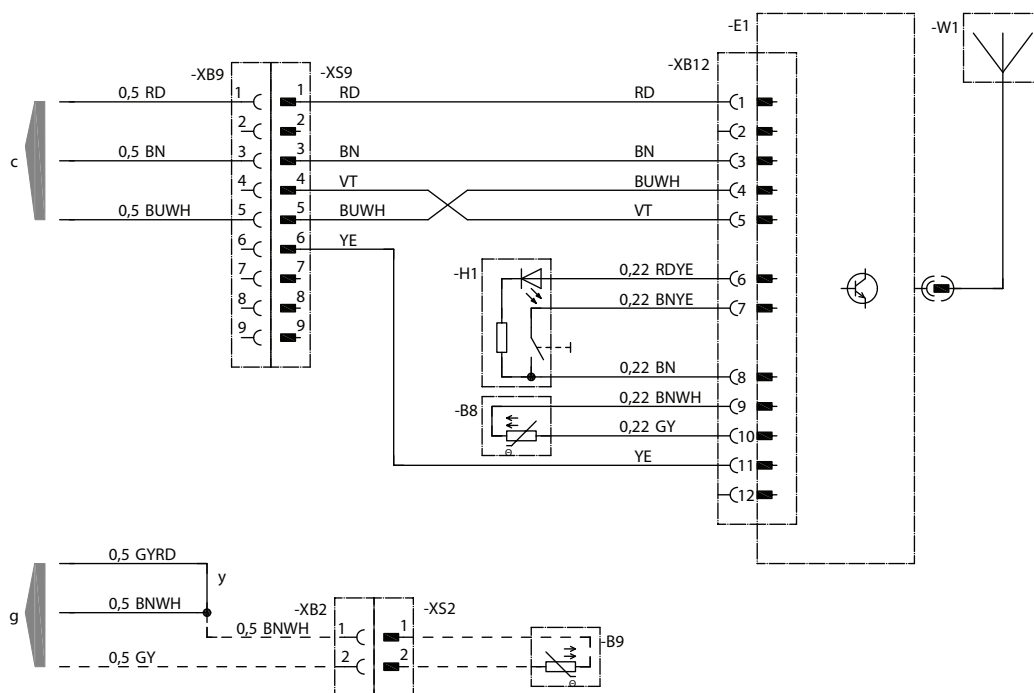 -E1
-W1
-XB9
-XS9
-XB12
0,5 RD
1
1
RD
RD
1
2
2
2
c
0,5 BN
3
3
BN
BN
3
4
4
VT
BUWH
4
0,5 BUWH
5
5
BUWH
VT
5
6
6
YE
7
7
-H1
0,22 RDYE
6
8
8
0,22 BNYE
7
9
9
0,22 BN
8
-B8
0,22 BNWH
9
0,22 GY
10
Θ
YE
11
12
0,5 GYRD
y
g
0,5 BNWH
-XB2
-XS2
0,5 BNWH
1
1
-B9
0,5 GY
2
2
Θ